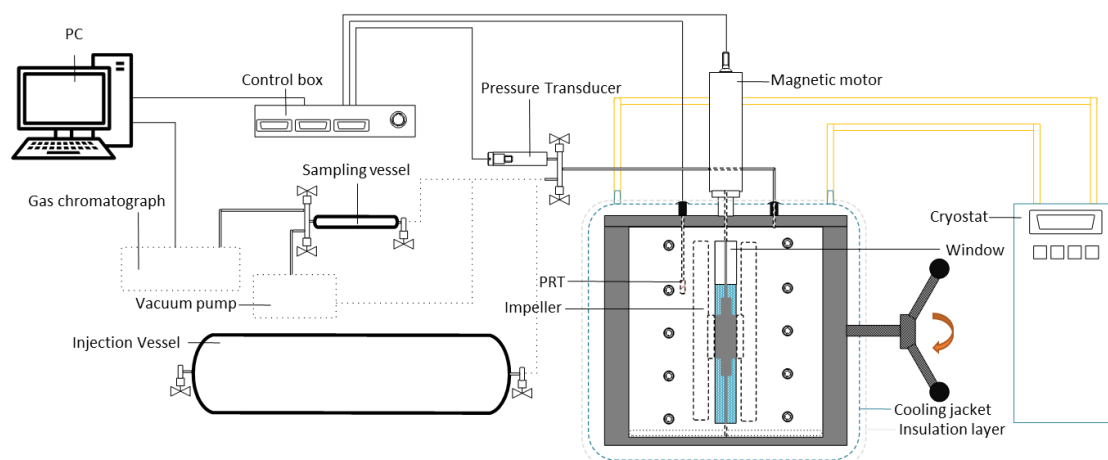 PC
Control box
Pressure Transducer
Magnetic motor
Sampling vessel
Gas chromatograph
Cryostat
Window
PRT
Vacuum pump
Impeller
Injection Vessel
Cooling jacket
Insulation layer